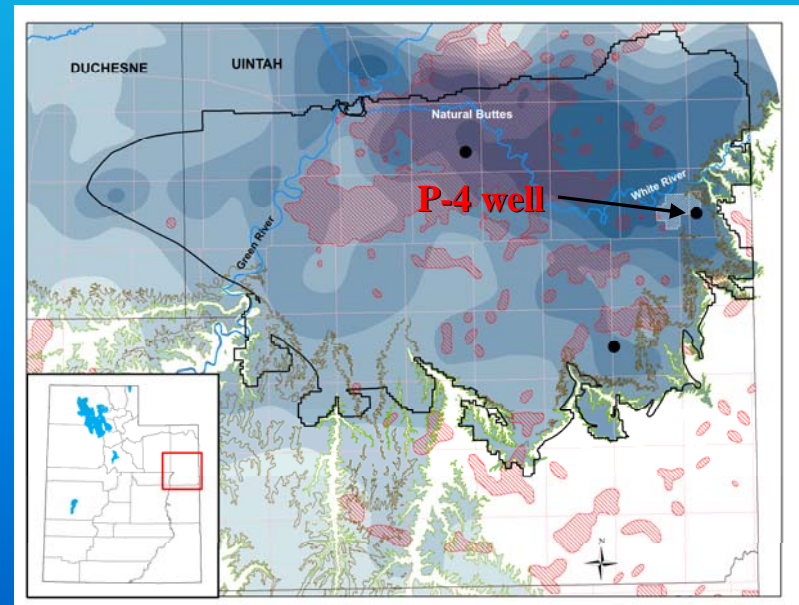 DUCHESNE
UINTAH
Natural Buttes
P-4 well
White River
Green River
N